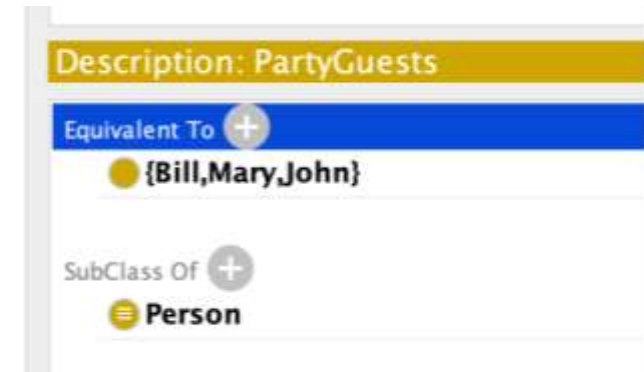 Description: PartyGuests
Equivalent To
{Bill,Mary,John}
SubClass Of
Person